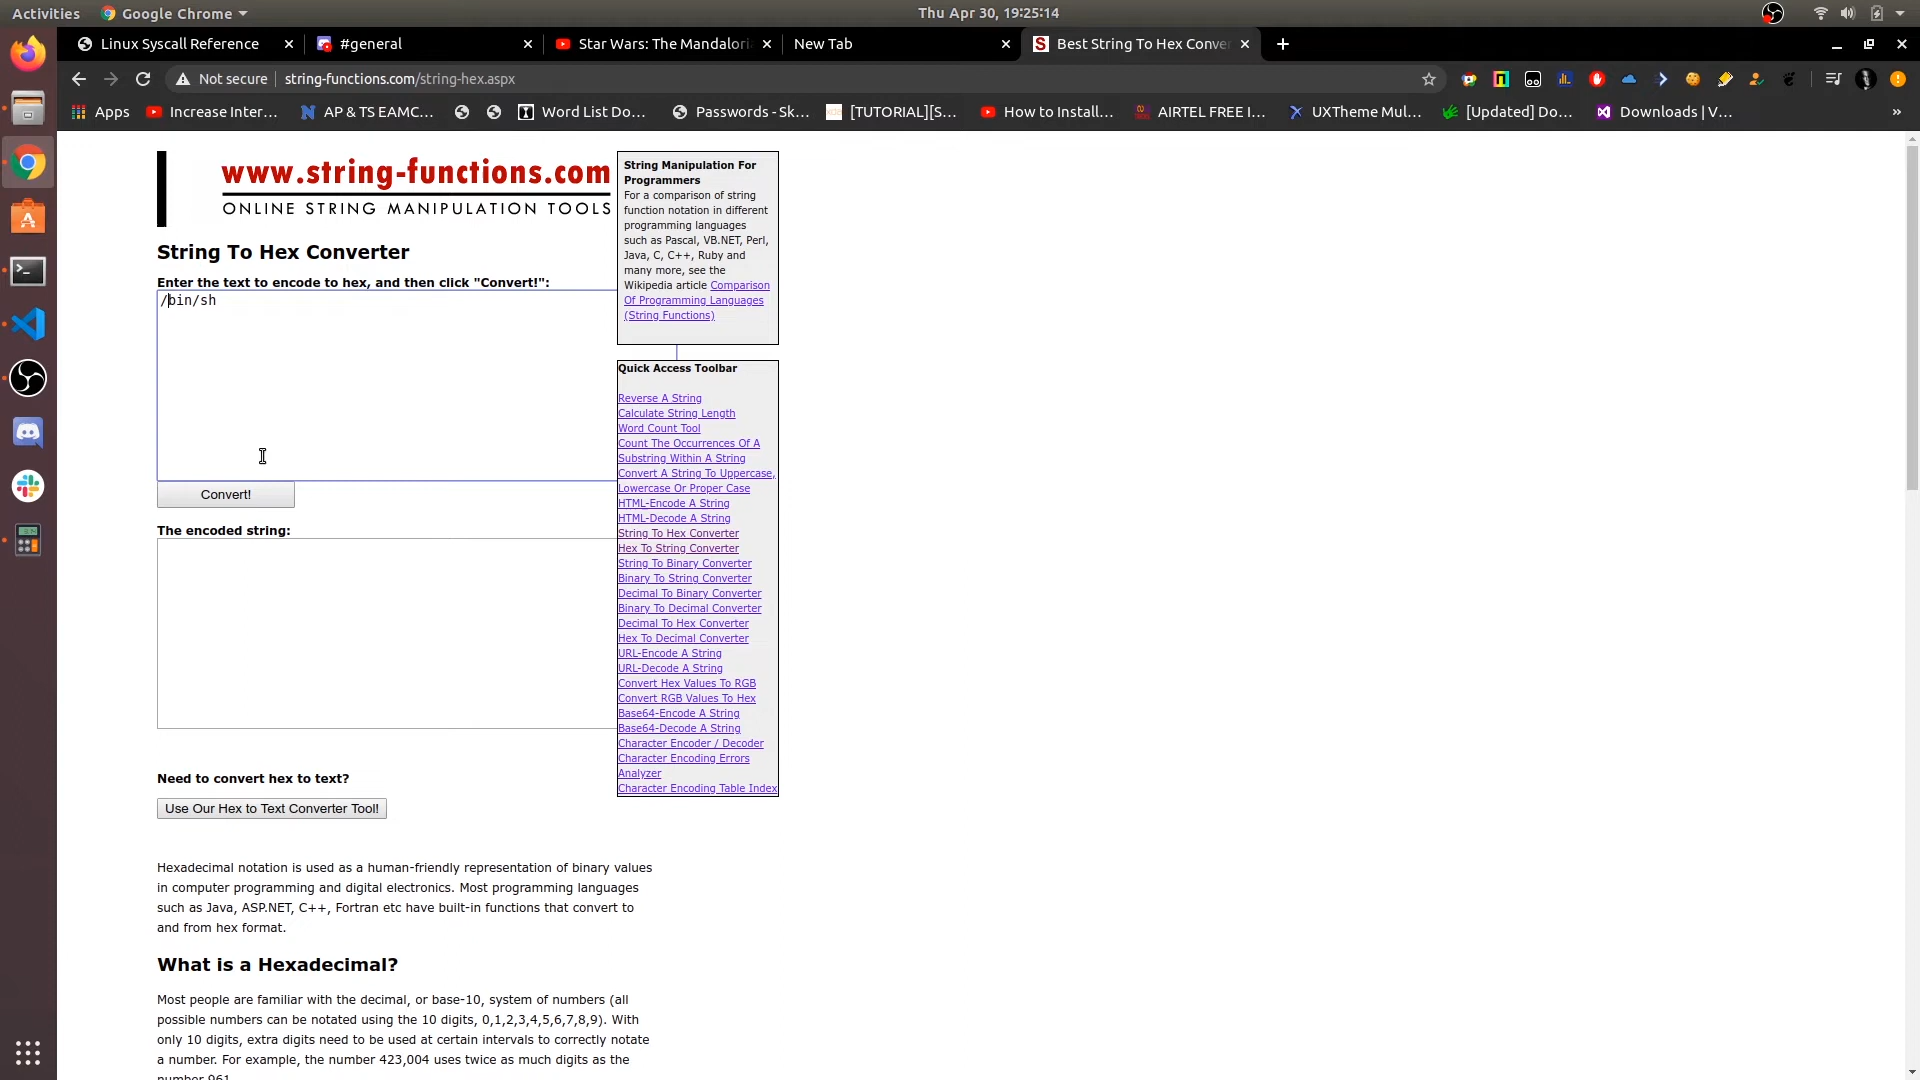 Activities
Google Chrome
Thu Apr 30, 19:25:14
Linux Syscall Reference
#general
Star Wars: The Mandalori
New Tab
Best String To Hex Conver
Not secure
string-functions.com/string-hex.aspx
Apps
Increase Inter...
AP & TS EAMC...
Word List Do...
Passwords - Sk...
[TUTORIAL][S...
How to Install...
AIRTEL FREE I...
UXTheme Mul...
[Updated] Do...
Downloads | V...
»
www.string-functions.com
ONLINE STRING MANIPULATION TOOLS
String To Hex Converter
Enter the text to encode to hex, and then click "Convert!":
/bin/sh
Convert!
The encoded string:
Need to convert hex to text?
Use Our Hex to Text Converter Tool!
Hexadecimal notation is used as a human-friendly representation of binary values
in computer programming and digital electronics. Most programming languages
such as Java, ASP.NET, C++, Fortran etc have built-in functions that convert to
and from hex format.
What is a Hexadecimal?
Most people are familiar with the decimal, or base-10, system of numbers (all
possible numbers can be notated using the 10 digits, 0,1,2,3,4,5,6,7,8,9). With
only 10 digits, extra digits need to be used at certain intervals to correctly notate
a number. For example, the number 423,004 uses twice as much digits as the
number 961.
String Manipulation For
Programmers
For a comparison of string
function notation in different
programming languages
such as Pascal, VB.NET, Perl,
Java, C, C++, Ruby and
many more, see the
Wikipedia article Comparison
Of Programming Languages
(String Functions)
Quick Access Toolbar
Reverse A String
Calculate String Length
Word Count Tool
Count The Occurrences Of A
Substring Within A String
Convert A String To Uppercase,
Lowercase Or Proper Case
HTML-Encode A String
HTML-Decode A String
String To Hex Converter
Hex To String Converter
String To Binary Converter
Binary To String Converter
Decimal To Binary Converter
Binary To Decimal Converter
Decimal To Hex Converter
Hex To Decimal Converter
URL-Encode A String
URL-Decode A String
Convert Hex Values To RGB
Convert RGB Values To Hex
Base64-Encode A String
Base64-Decode A String
Character Encoder / Decoder
Character Encoding Errors
Analyzer
Character Encoding Table Index